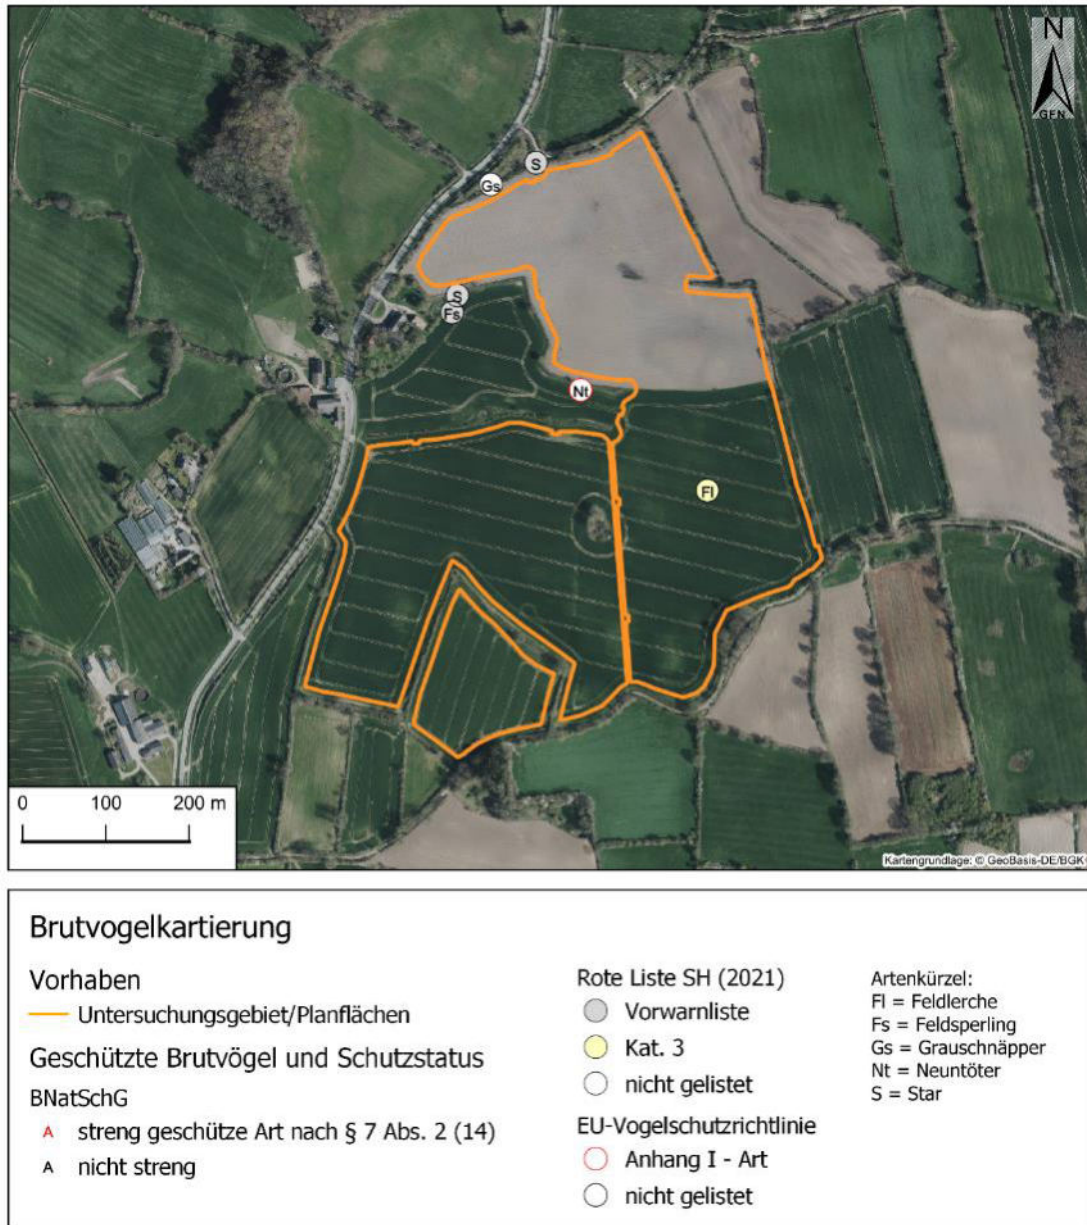 N
GFN
S
Gs
S
Fs
Nt
Fl
0 100 200 m
Kartengrundlage: © GeoBasis-DE/BGK
Brutvogelkartierung
Vorhaben
Untersuchungsgebiet/Planflächen
Geschützte Brutvögel und Schutzstatus
BNatSchG
A streng geschütze Art nach § 7 Abs. 2 (14)
A nicht streng
Rote Liste SH (2021)
Vorwarnliste
Kat. 3
nicht gelistet
EU-Vogelschutzrichtlinie
Anhang I - Art
nicht gelistet
Artenkürzel:
Fl = Feldlerche
Fs = Feldsperling
Gs = Grauschnäpper
Nt = Neuntöter
S = Star